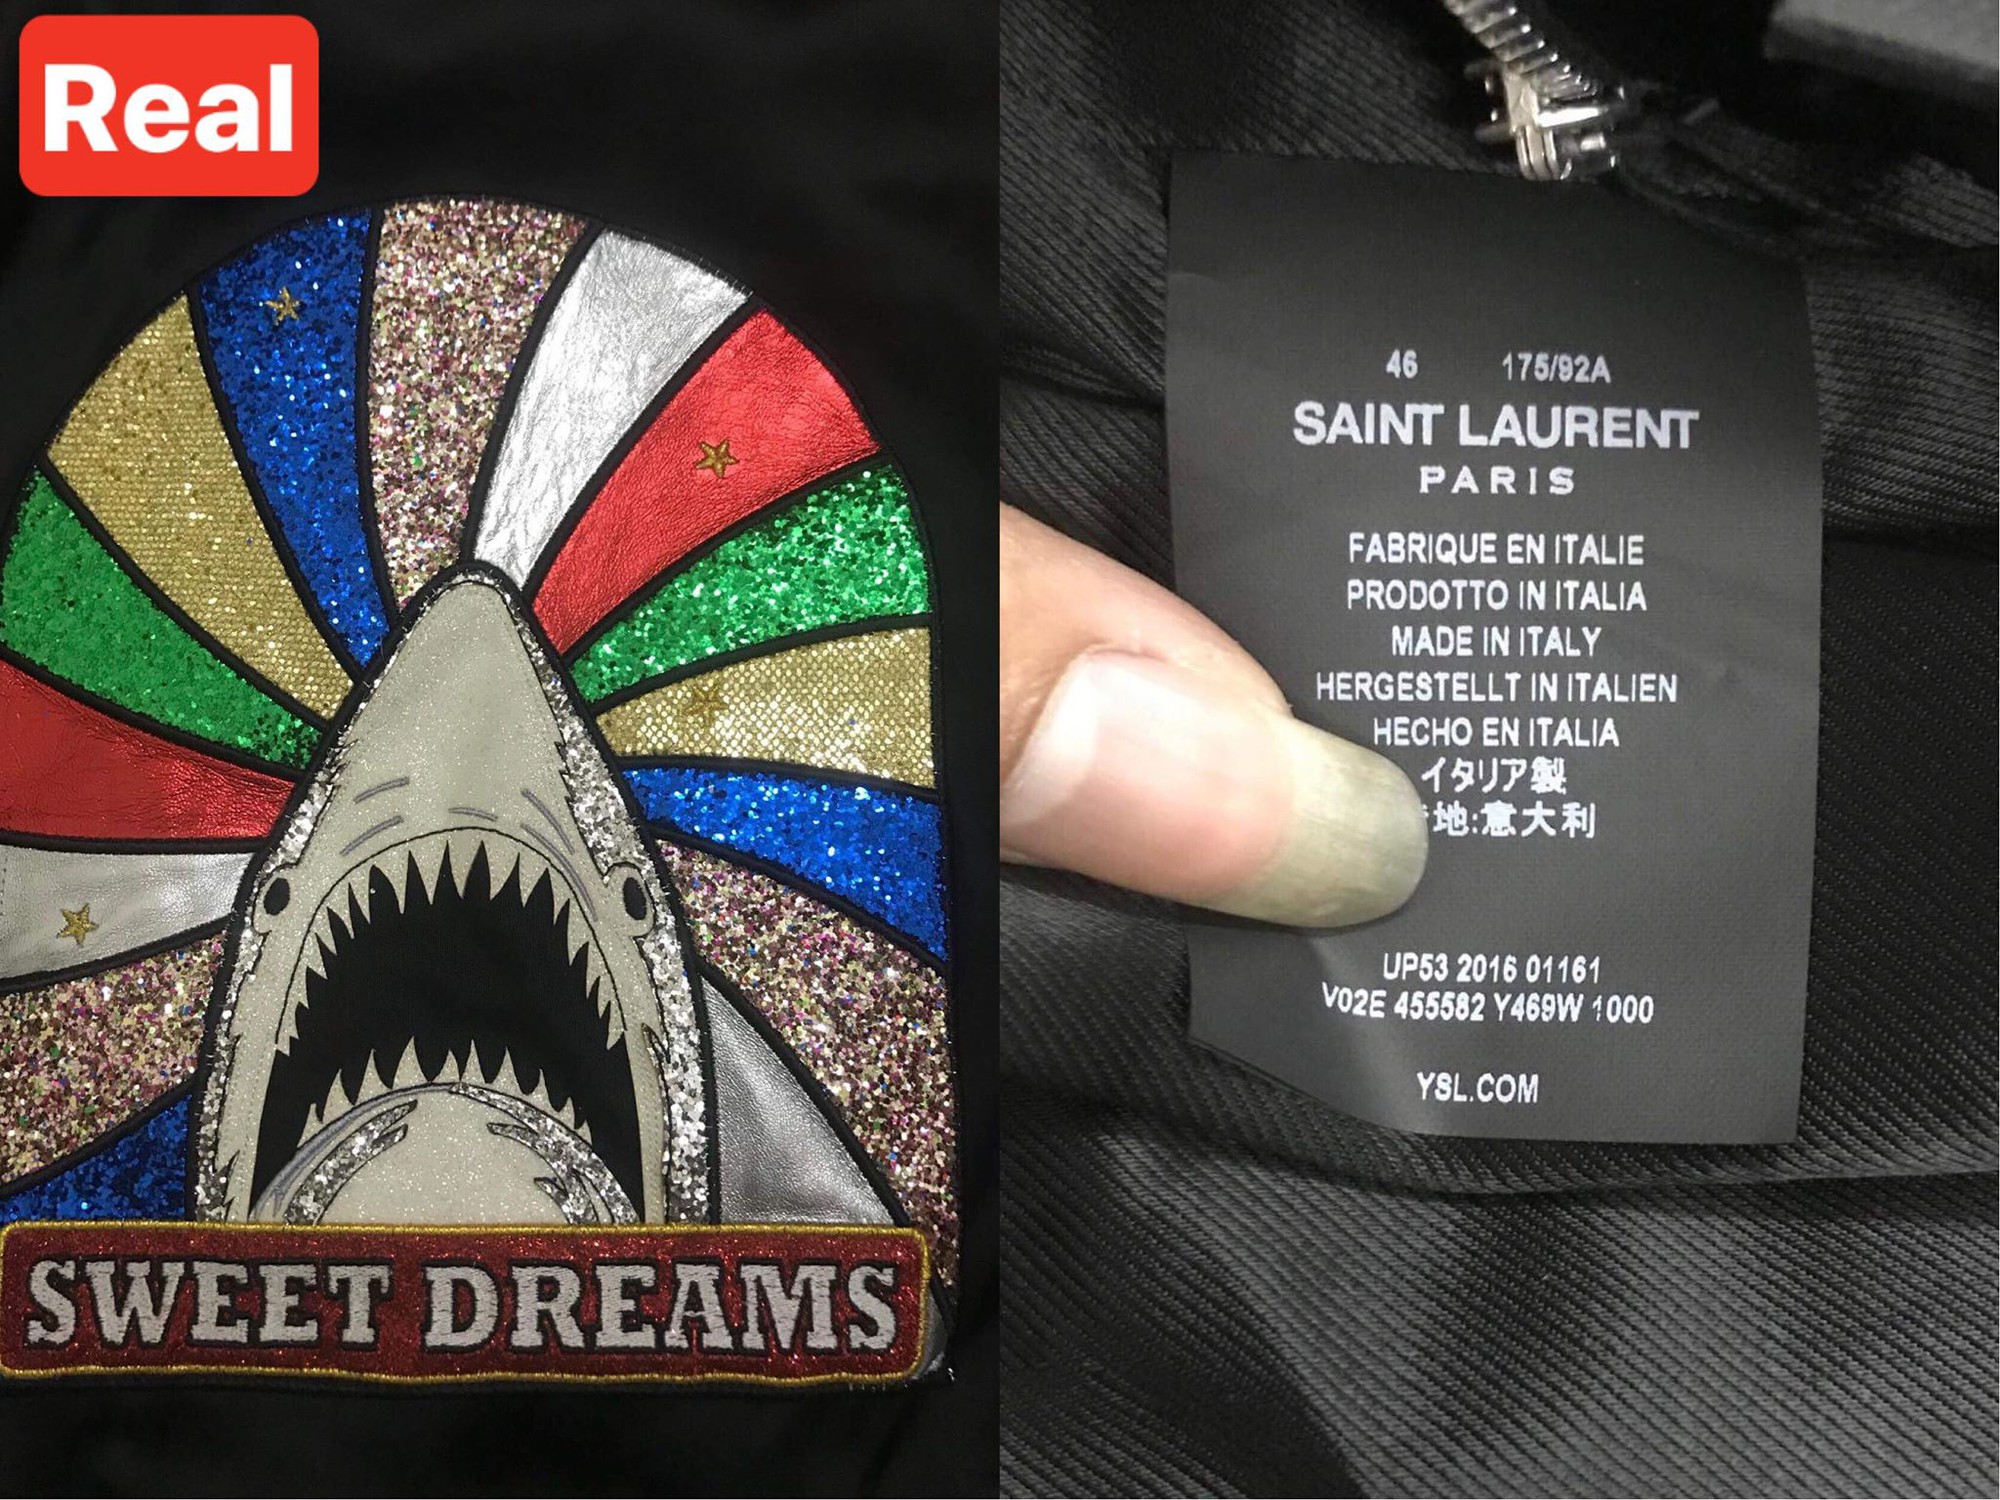 Real
SWEET DREAMS
46 175/92A
SAINT LAURENT
PARIS
FABRIQUE EN ITALIE
PRODOTTO IN ITALIA
MADE IN ITALY
HERGESTELLT IN ITALIEN
HECHO EN ITALIA
イタリア製
地:意大利
UP53 2016 01161
V02E 455582 Y469W 1000
YSL.COM